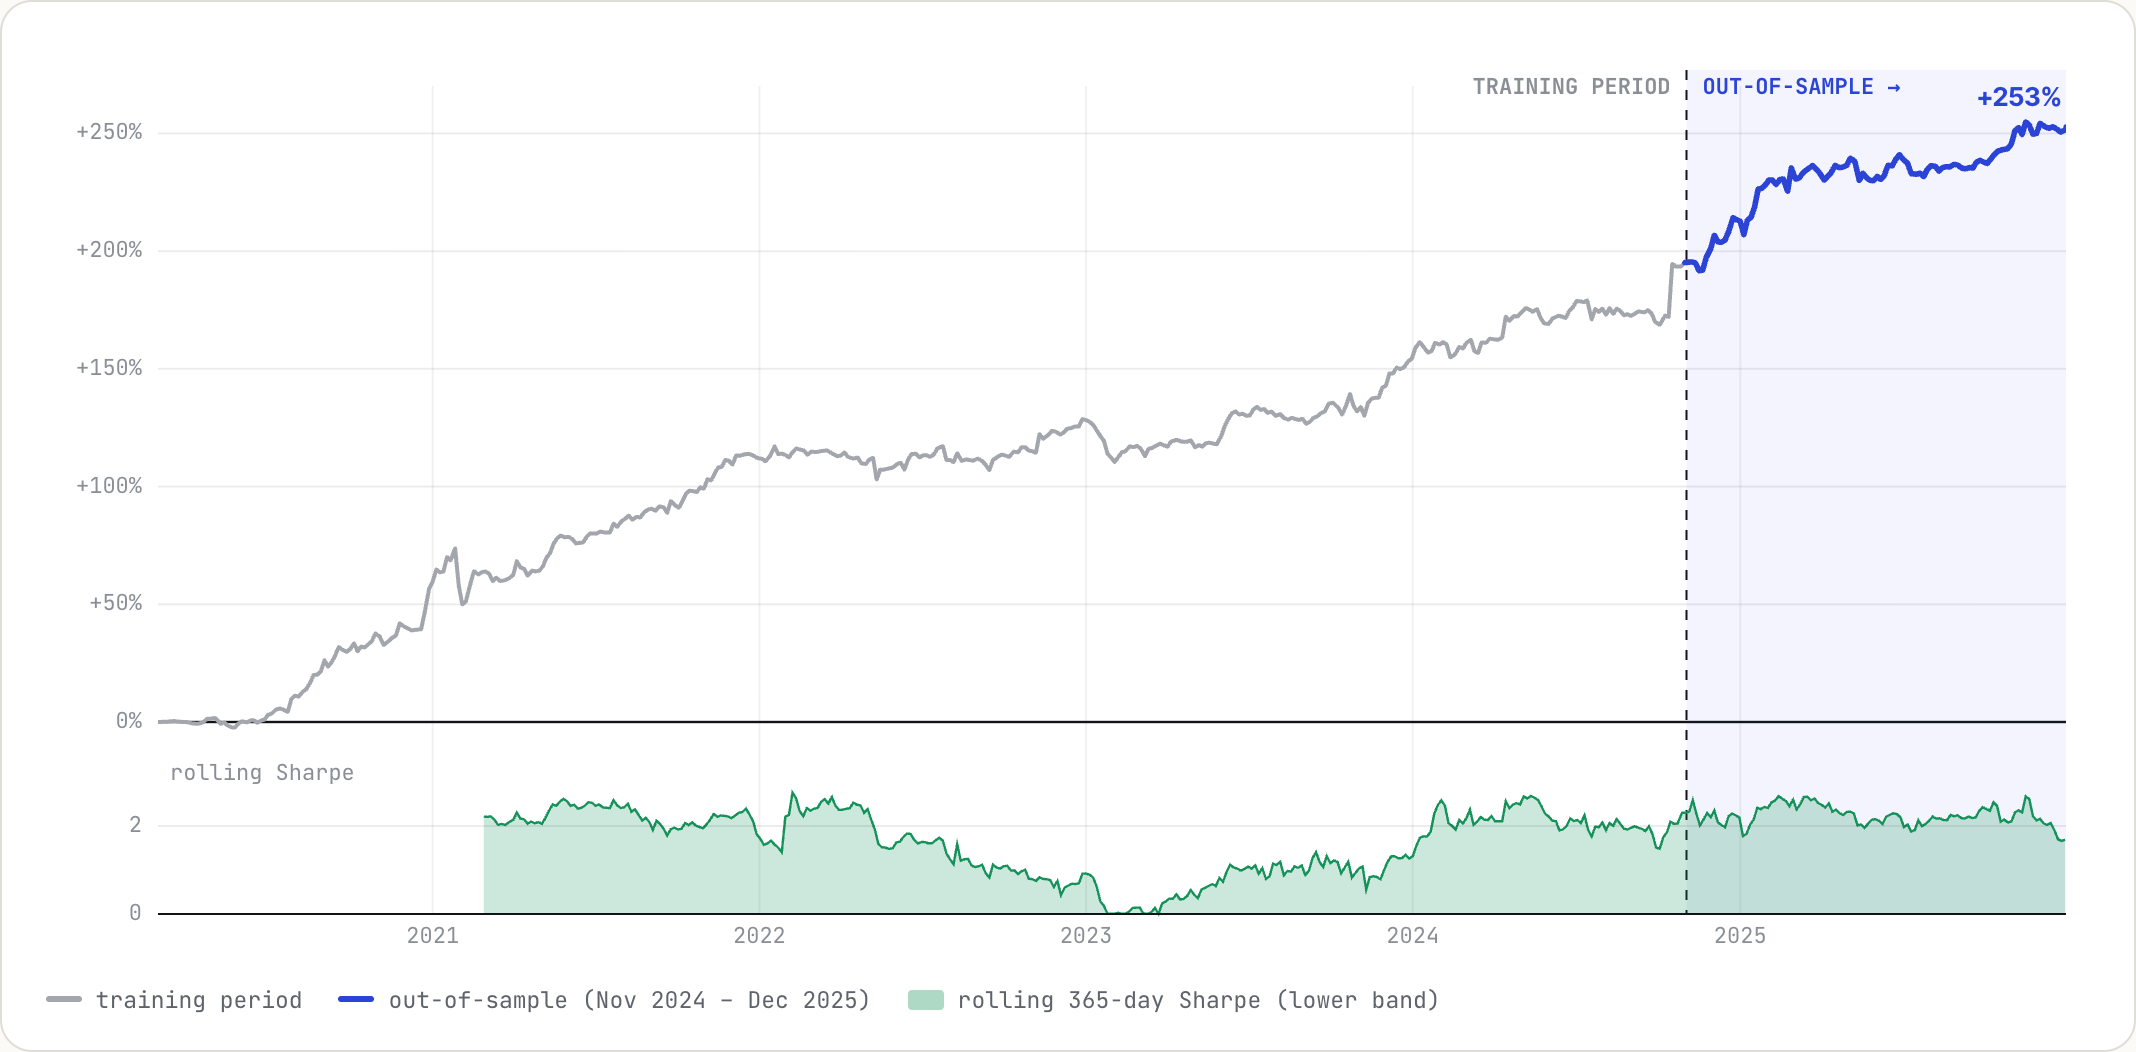 TRAINING PERIOD
OUT-OF-SAMPLE →
+253%
+250%
+200%
+150%
+100%
+50%
0%
rolling Sharpe
2
0
2021 2022 2023 2024 2025
training period out-of-sample (Nov 2024 – Dec 2025) rolling 365-day Sharpe (lower band)